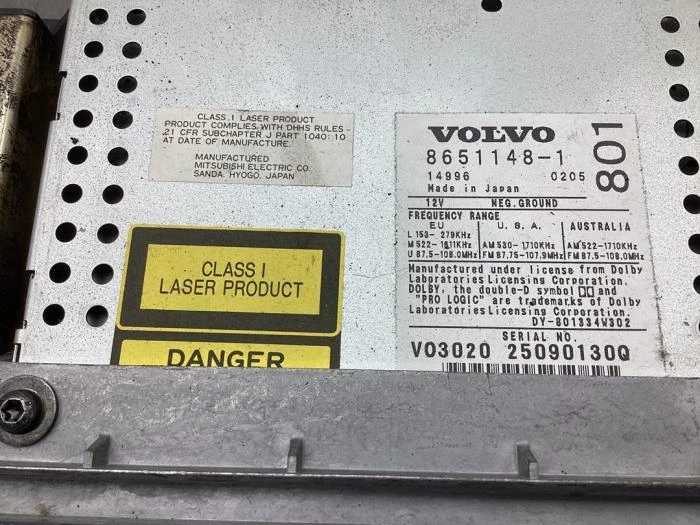 CLASS 1 LASER PRODUCT
PRODUCT COMPLIES WITH DHHS RULES
21 CFR SUBCHAPTER J PART 1040:10
AT DATE OF MANUFACTURE.
MANUFACTURED
MITSUBISHI ELECTRIC CO.
SANDA, HYOGO, JAPAN
CLASS I
LASER PRODUCT
DANGER
VOLVO
8651148-1
14996 0205
Made in Japan
801
12V NEG.GROUND
FREQUENCY RANGE
EU U. S. A. AUSTRALIA
L 153- 279KHz
M 522-1611KHz AM 530-1710KHz AM 522-1710KHz
U 87.5-108.0MHz FM 87.75-107.9MHz FM 87.5-108.0MHz
Manufactured under license from Dolby
Laboratories Licensing Corporation.
DOLBY, the double-D symbol and
"PRO LOGIC" are trademarks of Dolby
Laboratories Licensing Corporation.
DY-801334V302
SERIAL NO.
V03020 25090130Q